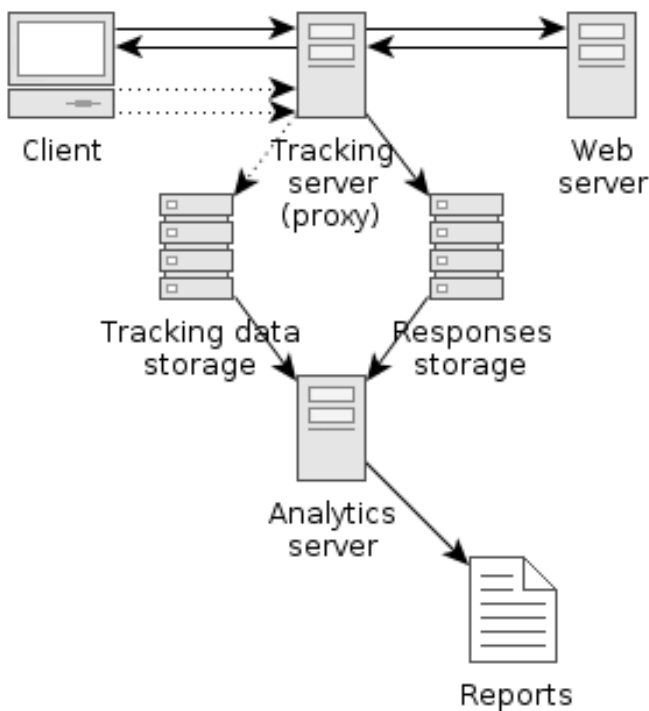 Client
Tracking
server
(proxy)
Web
server
Tracking data
storage
Responses
storage
Analytics
server
Reports